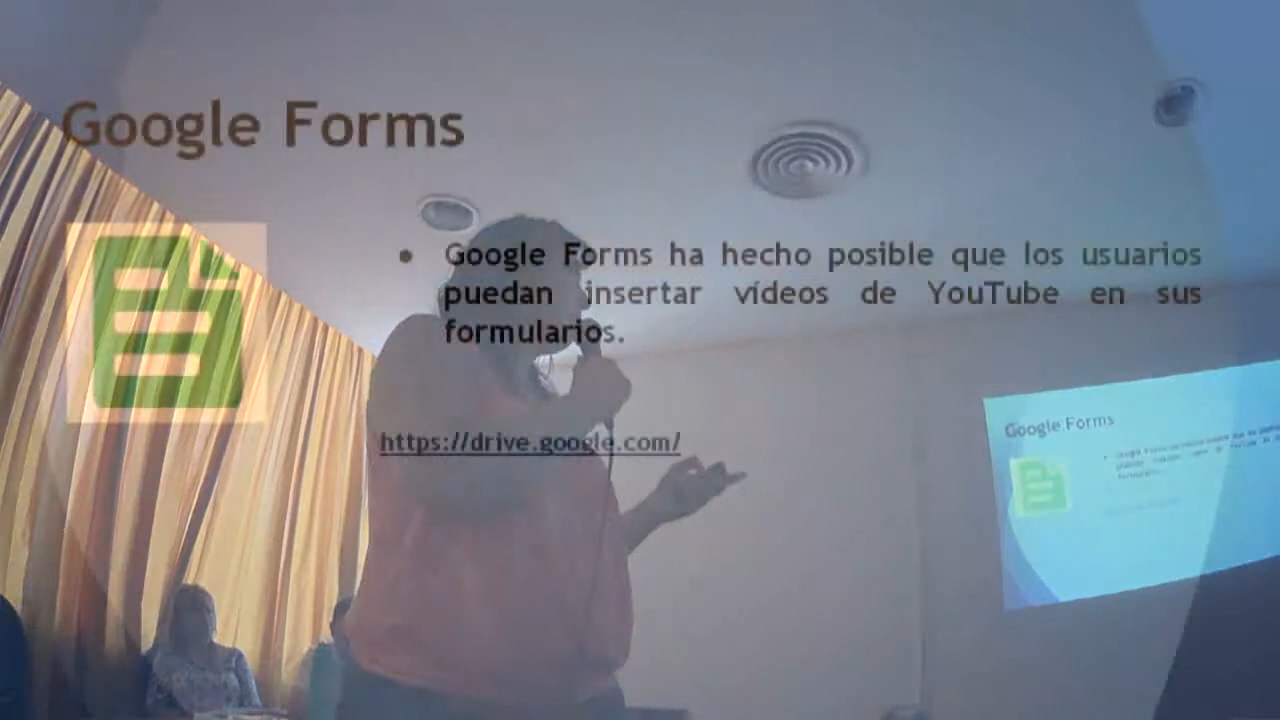 Google Forms
• Google Forms ha hecho posible que los usuarios
puedan insertar vídeos de YouTube en sus
formularios.
https://drive.google.com/
Google Forms